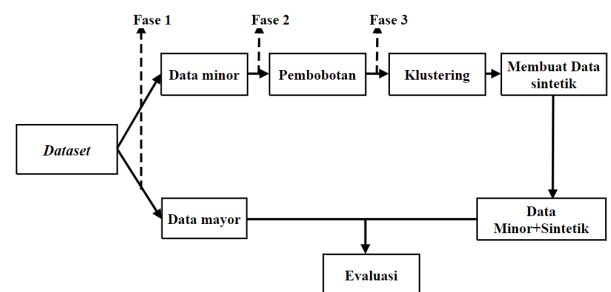 Fase 1
Fase 2
Fase 3
Data minor
Pembobotan
Klustering
Membuat Data
sintetik
Dataset
Data mayor
Data
Minor+Sintetik
Evaluasi